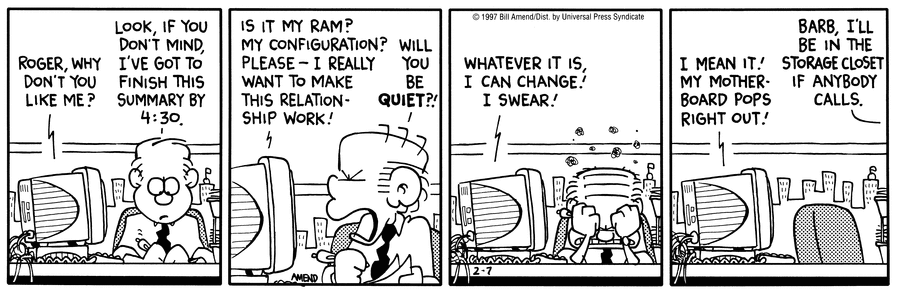 ROGER, WHY
DON'T YOU
LIKE ME?
LOOK, IF YOU
DON'T MIND,
I'VE GOT TO
FINISH THIS
SUMMARY BY
4:30.
IS IT MY RAM?
MY CONFIGURATION?
PLEASE – I REALLY
WANT TO MAKE
THIS RELATION-
SHIP WORK!
WILL
YOU
BE
QUIET?!
AMEND
© 1997 Bill Amend/Dist. by Universal Press Syndicate
WHATEVER IT IS,
I CAN CHANGE!
I SWEAR!
2-7
I MEAN IT!
MY MOTHER-
BOARD POPS
RIGHT OUT!
BARB, I'LL
BE IN THE
STORAGE CLOSET
IF ANYBODY
CALLS.